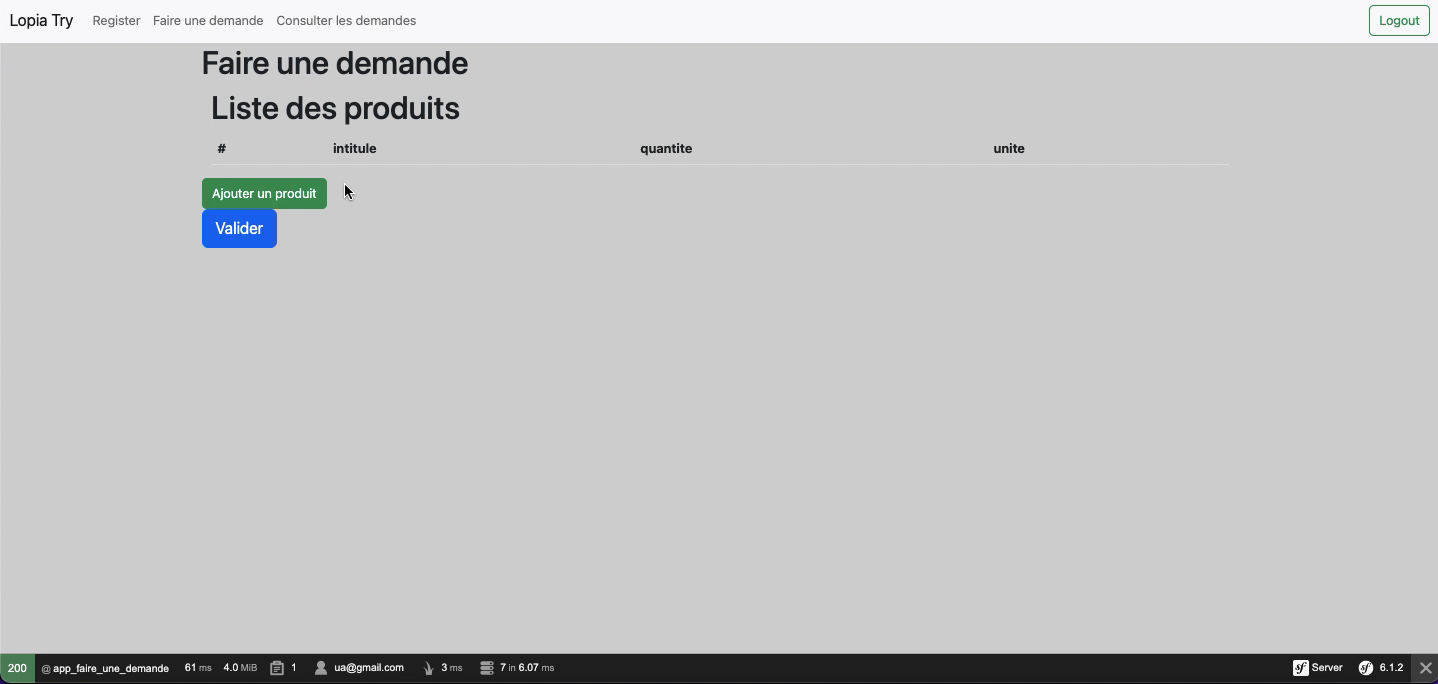 Lopia Try Register Faire une demande Consulter les demandes Logout
Faire une demande
Liste des produits
# intitule quantite unite
Ajouter un produit
Valider
200 @ app_faire_une_demande 61 ms 4.0 MiB 1 ua@gmail.com 3 ms 7 in 6.07 ms sf Server sf 6.1.2